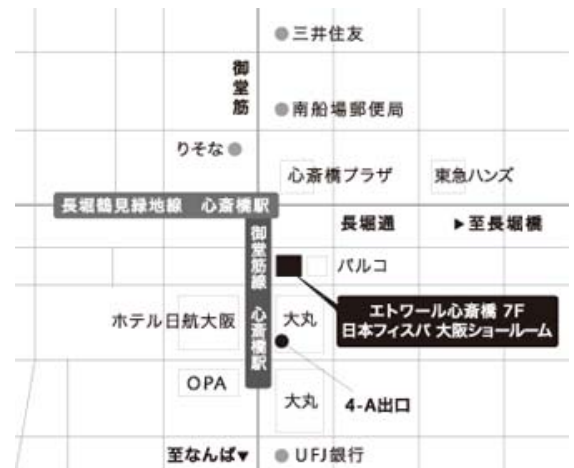 三井住友
御堂筋
南船場郵便局
りそな
心斎橋プラザ
東急ハンズ
長堀鶴見緑地線 心斎橋駅
長堀通
▶至長堀橋
御堂筋線 心斎橋駅
パルコ
エトワール心斎橋 7F
日本フィスバ 大阪ショールーム
ホテル日航大阪
大丸
OPA
大丸
4-A出口
至なんば▼
UFJ銀行